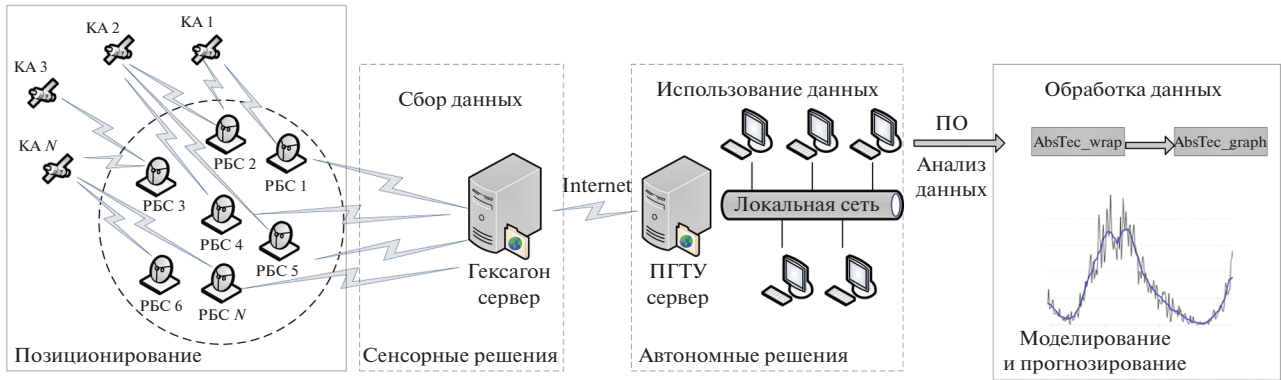 КА 1
КА 2
КА 3
КА N
РБС 2
РБС 1
РБС 3
РБС 4
РБС 5
РБС 6
РБС N
Позиционирование
Сбор данных
Гексагон
сервер
Сенсорные решения
Internet
Использование данных
Локальная сеть
ПГТУ
сервер
Автономные решения
ПО
Анализ
данных
Обработка данных
AbsTec_wrap
AbsTec_graph
Моделирование
и прогнозирование